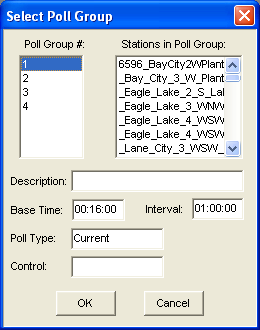 Select Poll Group
Poll Group #:
Stations in Poll Group:
1
2
3
4
6596_BayCity2WPlant
_Bay_City_3_W_Plant
_Eagle_Lake_2_S_Lal
_Eagle_Lake_3_WNW
_Eagle_Lake_4_WSW
_Eagle_Lake_4_WSW
_Lane_City_3_WSW_
Description:
Base Time: 00:16:00 Interval: 01:00:00
Poll Type: Current
Control:
OK Cancel